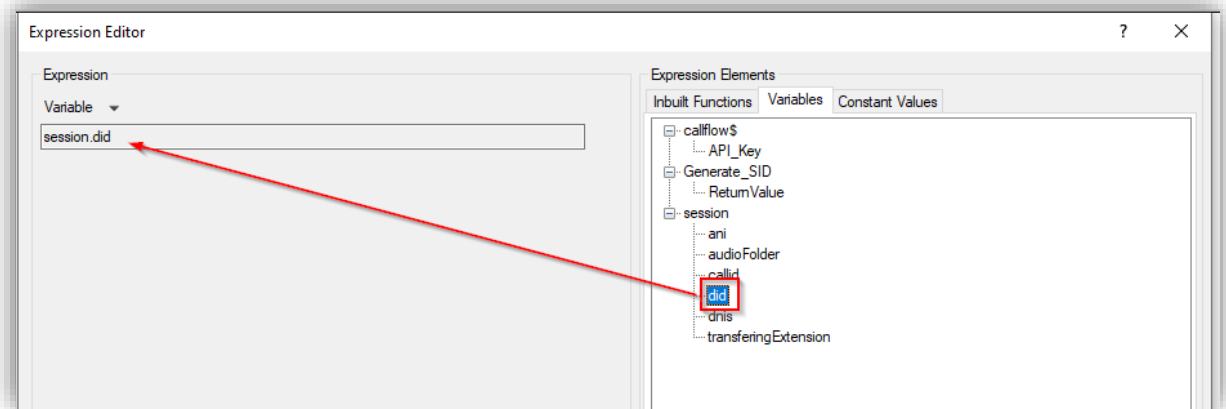 Expression Editor
?
Expression
Variable
session.did
Expression Elements
Inbuilt Functions Variables Constant Values
callflow$
API_Key
Generate_SID
ReturnValue
session
ani
audioFolder
callid
did
dnis
transferingExtension